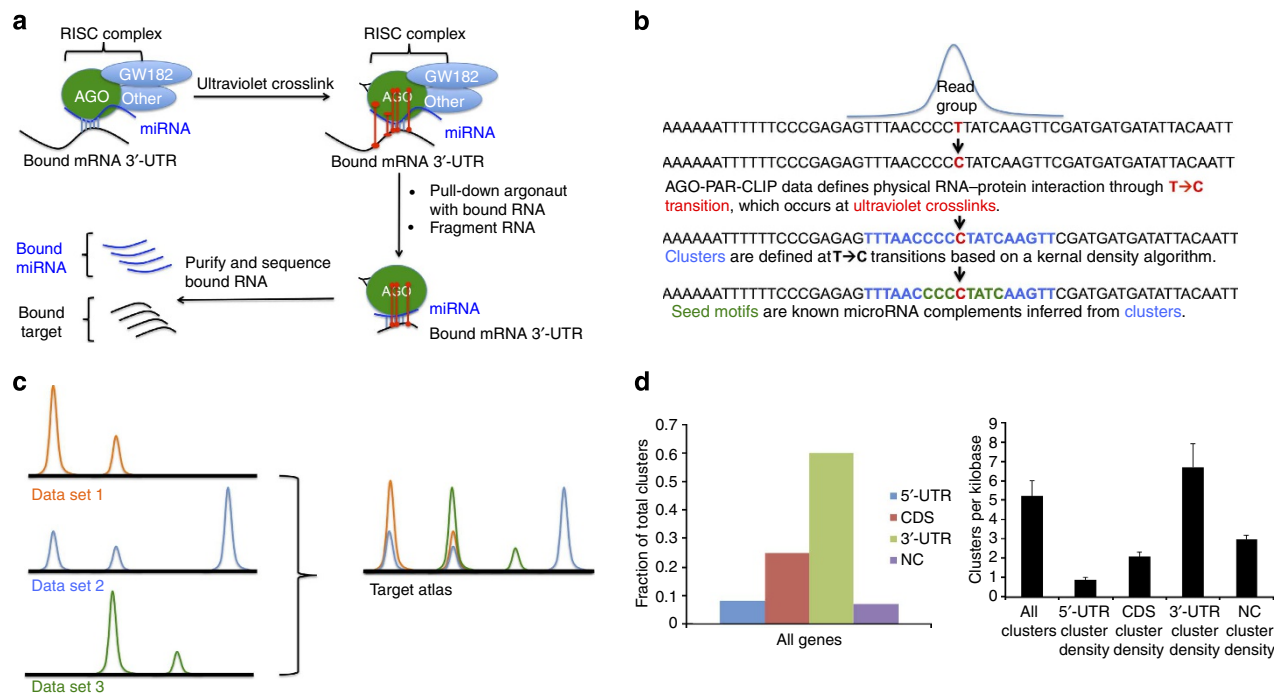 a
RISC complex
GW182
AGO
Other
miRNA
Bound mRNA 3′-UTR
Ultraviolet crosslink
RISC complex
GW182
AGO
Other
miRNA
Bound mRNA 3′-UTR
• Pull-down argonaut
with bound RNA
• Fragment RNA
AGO
miRNA
Bound mRNA 3′-UTR
Purify and sequence
bound RNA
Bound
miRNA
Bound
target
b
Read
group
AAAAAATTTTTTCCCGAGAGTTTAACCCCTTATCAAGTTCGATGATGATATTACAATT
AAAAAATTTTTTCCCGAGAGTTTAACCCCCTATCAAGTTCGATGATGATATTACAATT
AGO-PAR-CLIP data defines physical RNA–protein interaction through T→C
transition, which occurs at ultraviolet crosslinks.
AAAAAATTTTTTCCCGAGAGTTTAACCCCCTATCAAGTTCGATGATGATATTACAATT
Clusters are defined at T→C transitions based on a kernal density algorithm.
AAAAAATTTTTTCCCGAGAGTTTAACCCCCTATCAAGTTCGATGATGATATTACAATT
Seed motifs are known microRNA complements inferred from clusters.
c
Data set 1
Data set 2
Data set 3
Target atlas
d
Fraction of total clusters
0.7
0.6
0.5
0.4
0.3
0.2
0.1
0
All genes
5′-UTR
CDS
3′-UTR
NC
Clusters per kilobase
9
8
7
6
5
4
3
2
1
0
All
clusters
5′-UTR
cluster
density
CDS
cluster
density
3′-UTR
cluster
density
NC
cluster
density